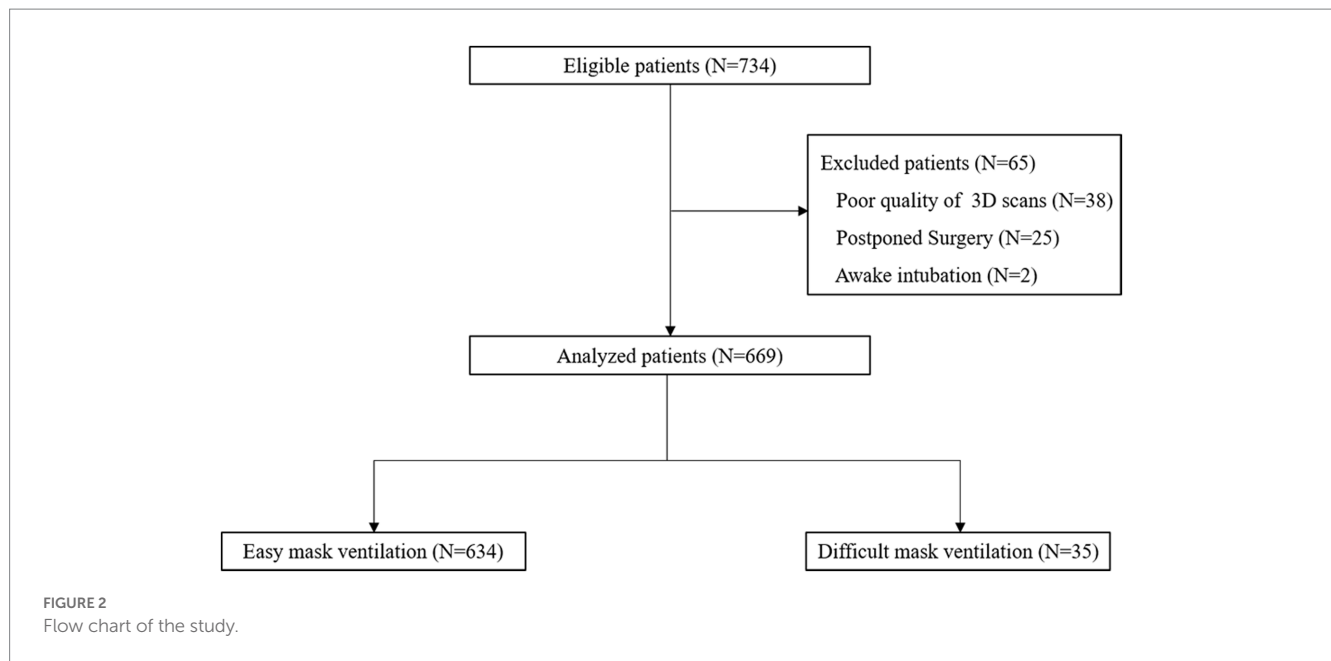 Eligible patients (N=734)
Excluded patients (N=65)
Poor quality of 3D scans (N=38)
Postponed Surgery (N=25)
Awake intubation (N=2)
Analyzed patients (N=669)
Easy mask ventilation (N=634)
Difficult mask ventilation (N=35)
FIGURE 2
Flow chart of the study.